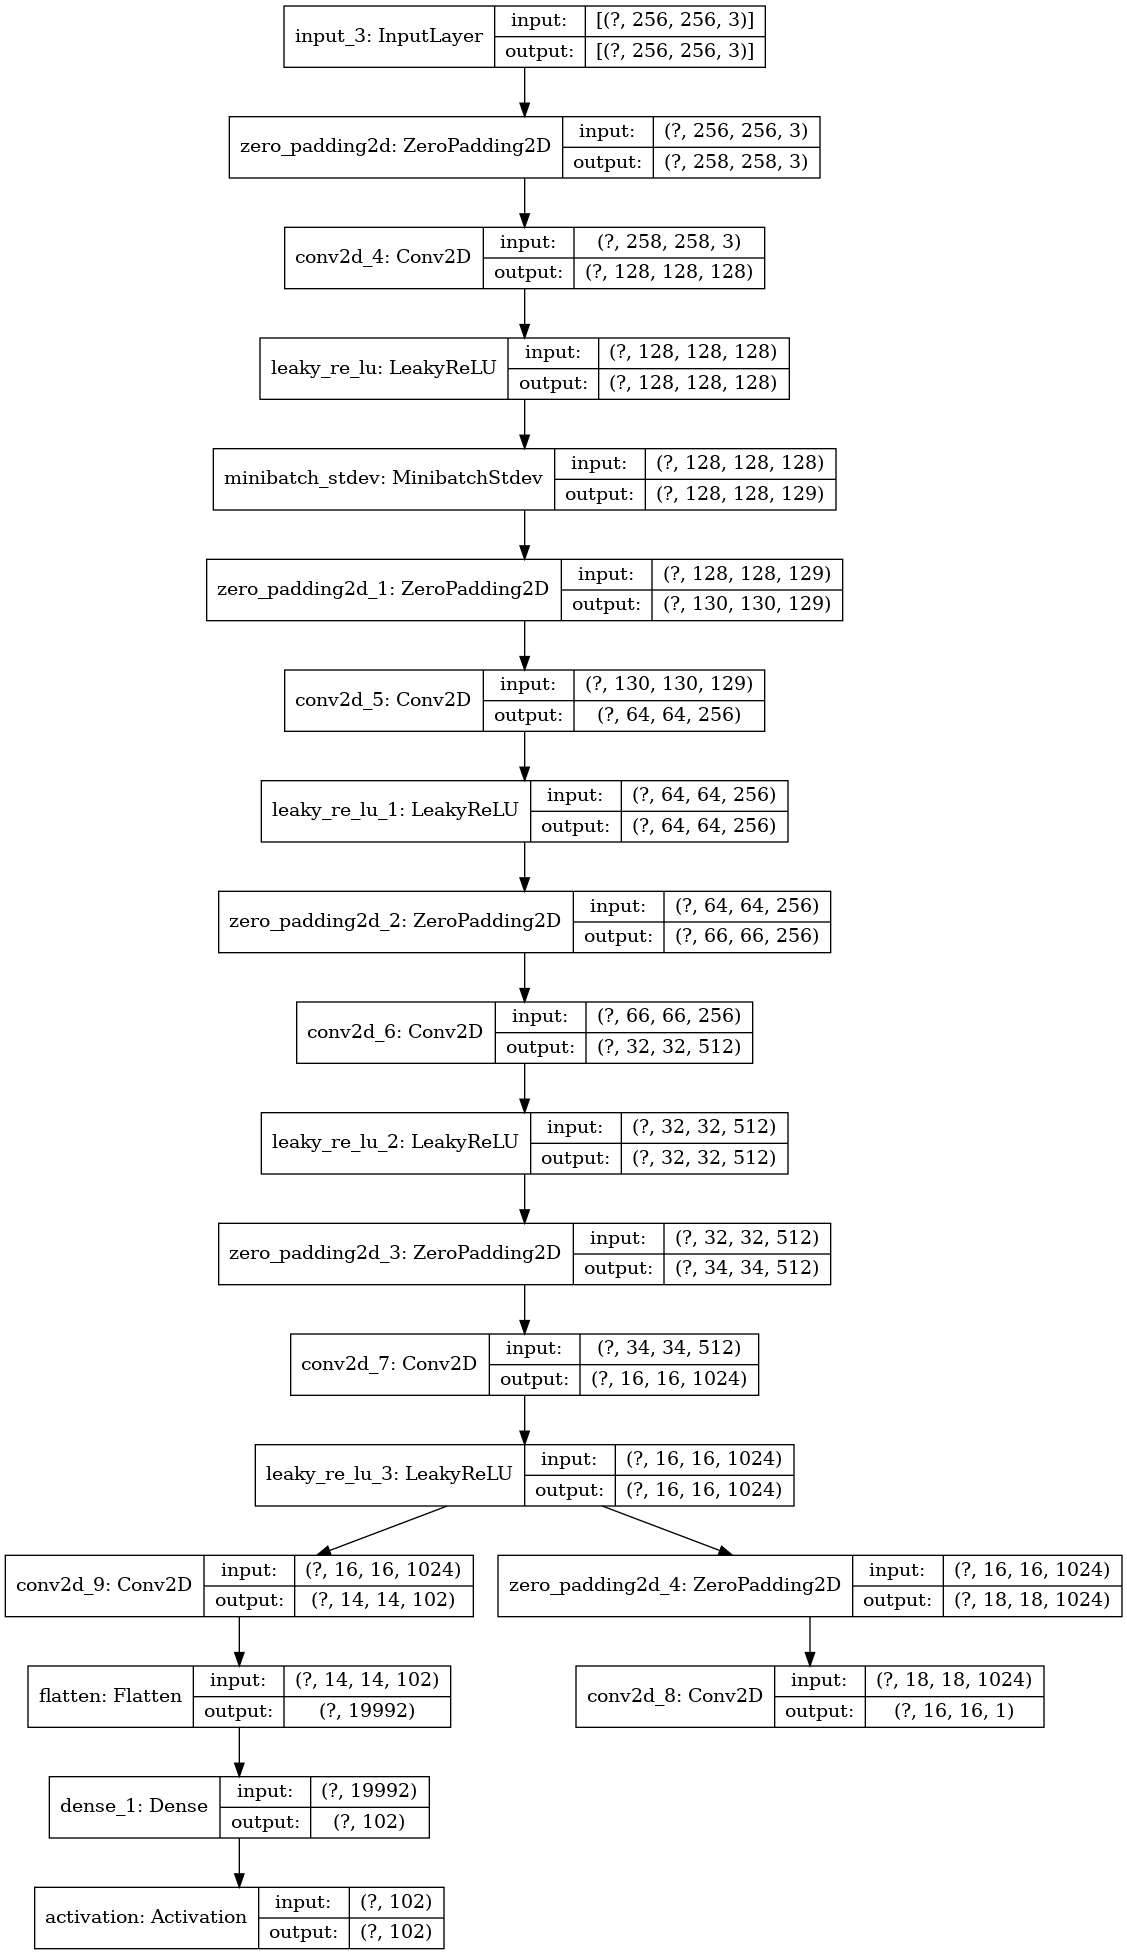 input_3: InputLayer
input: [(?, 256, 256, 3)]
output: [(?, 256, 256, 3)]
zero_padding2d: ZeroPadding2D
input: (?, 256, 256, 3)
output: (?, 258, 258, 3)
conv2d_4: Conv2D
input: (?, 258, 258, 3)
output: (?, 128, 128, 128)
leaky_re_lu: LeakyReLU
input: (?, 128, 128, 128)
output: (?, 128, 128, 128)
minibatch_stdev: MinibatchStdev
input: (?, 128, 128, 128)
output: (?, 128, 128, 129)
zero_padding2d_1: ZeroPadding2D
input: (?, 128, 128, 129)
output: (?, 130, 130, 129)
conv2d_5: Conv2D
input: (?, 130, 130, 129)
output: (?, 64, 64, 256)
leaky_re_lu_1: LeakyReLU
input: (?, 64, 64, 256)
output: (?, 64, 64, 256)
zero_padding2d_2: ZeroPadding2D
input: (?, 64, 64, 256)
output: (?, 66, 66, 256)
conv2d_6: Conv2D
input: (?, 66, 66, 256)
output: (?, 32, 32, 512)
leaky_re_lu_2: LeakyReLU
input: (?, 32, 32, 512)
output: (?, 32, 32, 512)
zero_padding2d_3: ZeroPadding2D
input: (?, 32, 32, 512)
output: (?, 34, 34, 512)
conv2d_7: Conv2D
input: (?, 34, 34, 512)
output: (?, 16, 16, 1024)
leaky_re_lu_3: LeakyReLU
input: (?, 16, 16, 1024)
output: (?, 16, 16, 1024)
conv2d_9: Conv2D
input: (?, 16, 16, 1024)
output: (?, 14, 14, 102)
zero_padding2d_4: ZeroPadding2D
input: (?, 16, 16, 1024)
output: (?, 18, 18, 1024)
flatten: Flatten
input: (?, 14, 14, 102)
output: (?, 19992)
conv2d_8: Conv2D
input: (?, 18, 18, 1024)
output: (?, 16, 16, 1)
dense_1: Dense
input: (?, 19992)
output: (?, 102)
activation: Activation
input: (?, 102)
output: (?, 102)